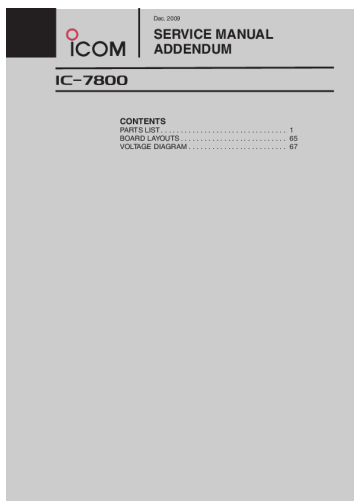 Dec. 2009
ICOM
SERVICE MANUAL
ADDENDUM
IC-7800
CONTENTS
PARTS LIST . . . . . . . . . . . . . . . . . . . . . . . . . . . . . . . . 1
BOARD LAYOUTS . . . . . . . . . . . . . . . . . . . . . . . . . . . 65
VOLTAGE DIAGRAM . . . . . . . . . . . . . . . . . . . . . . . . . 67